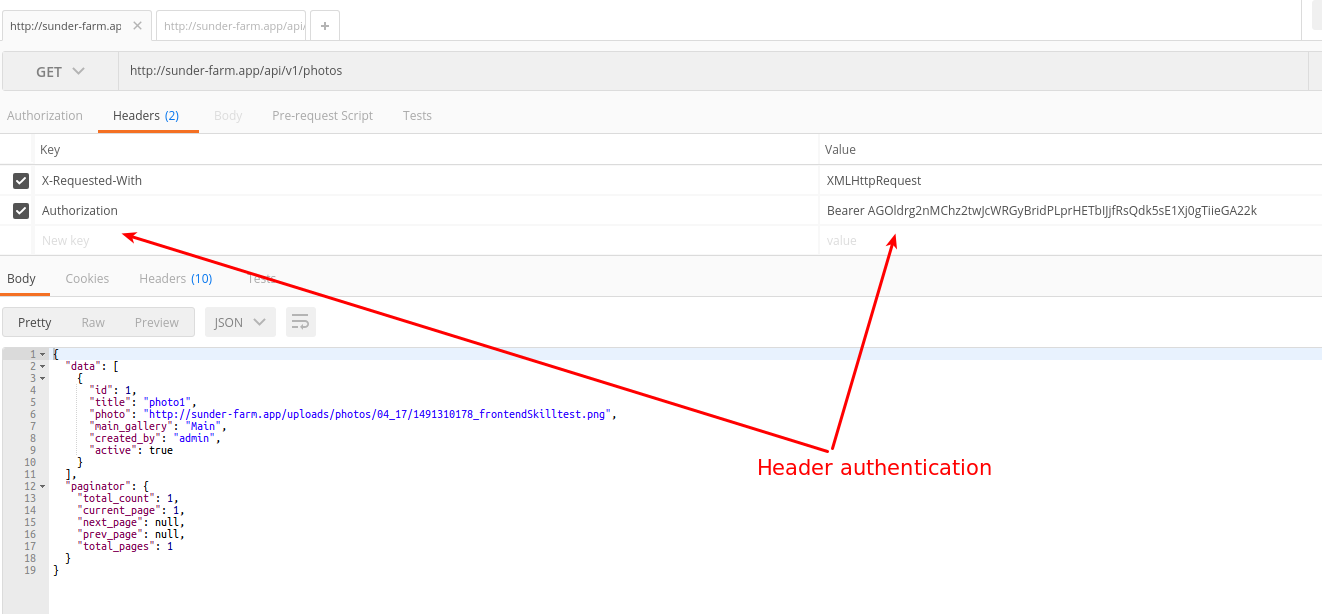 http://sunder-farm.ap × http://sunder-farm.app/api/ +
GET http://sunder-farm.app/api/v1/photos
Authorization Headers (2) Body Pre-request Script Tests
Key Value
X-Requested-With XMLHttpRequest
Authorization Bearer AGOldrg2nMChz2twJcWRGyBridPLprHETbIJjfRsQdk5sE1Xj0gTiieGA22k
New key value
Body Cookies Headers (10) Tests
Pretty Raw Preview JSON
1 {
2 "data": [
3 {
4 "id": 1,
5 "title": "photo1",
6 "photo": "http://sunder-farm.app/uploads/photos/04_17/1491310178_frontendSkilltest.png",
7 "main_gallery": "Main",
8 "created_by": "admin",
9 "active": true
10 }
11 ],
12 "paginator": {
13 "total_count": 1,
14 "current_page": 1,
15 "next_page": null,
16 "prev_page": null,
17 "total_pages": 1
18 }
19 }
Header authentication